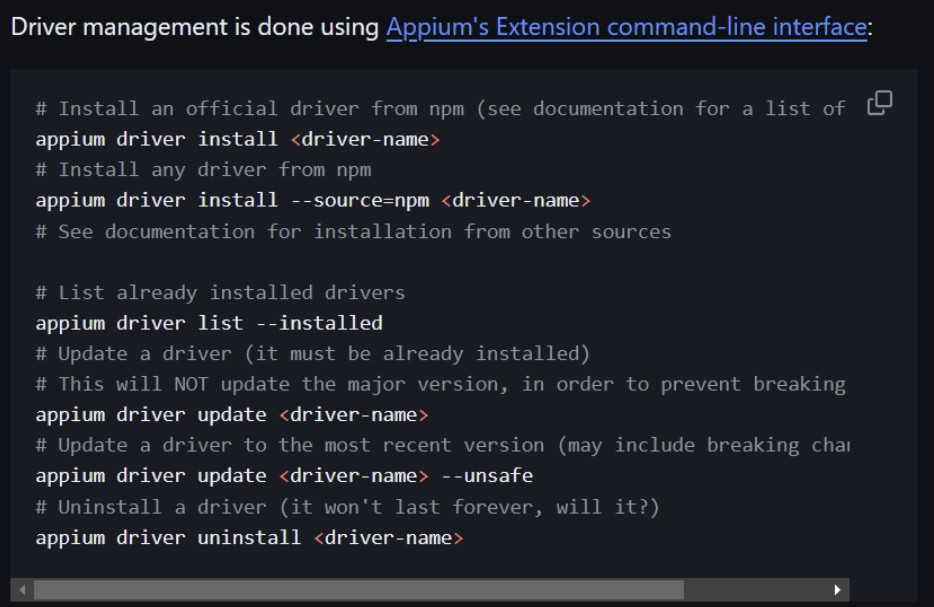 Driver management is done using Appium's Extension command-line interface:
# Install an official driver from npm (see documentation for a list of
appium driver install <driver-name>
# Install any driver from npm
appium driver install --source=npm <driver-name>
# See documentation for installation from other sources
# List already installed drivers
appium driver list --installed
# Update a driver (it must be already installed)
# This will NOT update the major version, in order to prevent breaking
appium driver update <driver-name>
# Update a driver to the most recent version (may include breaking
appium driver update <driver-name> --unsafe
# Uninstall a driver (it won't last forever, will it?)
appium driver uninstall <driver-name>